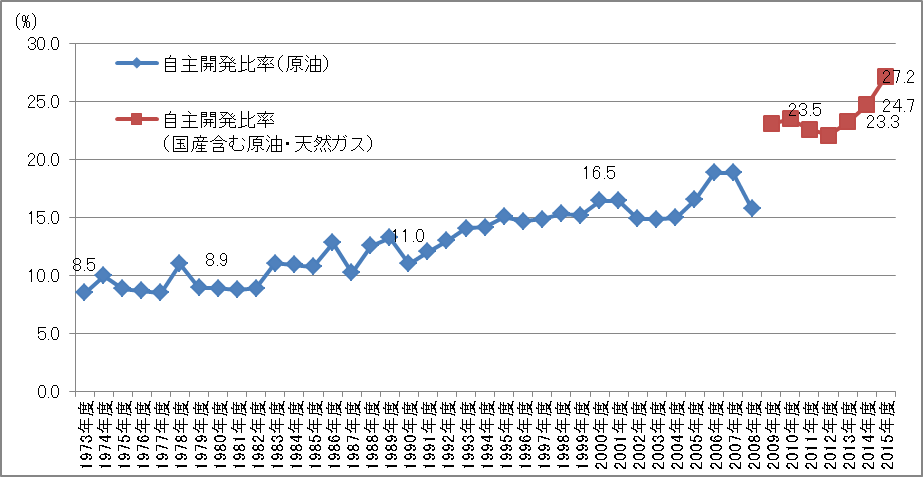 (%)
30.0
25.0
20.0
15.0
10.0
5.0
0.0
自主開発比率(原油)
自主開発比率
(国産含む原油・天然ガス)
8.5
8.9
11.0
16.5
23.5
23.3
24.7
27.2
1973年度
1974年度
1975年度
1976年度
1977年度
1978年度
1979年度
1980年度
1981年度
1982年度
1983年度
1984年度
1985年度
1986年度
1987年度
1988年度
1989年度
1990年度
1991年度
1992年度
1993年度
1994年度
1995年度
1996年度
1997年度
1998年度
1999年度
2000年度
2001年度
2002年度
2003年度
2004年度
2005年度
2006年度
2007年度
2008年度
2009年度
2010年度
2011年度
2012年度
2013年度
2014年度
2015年度